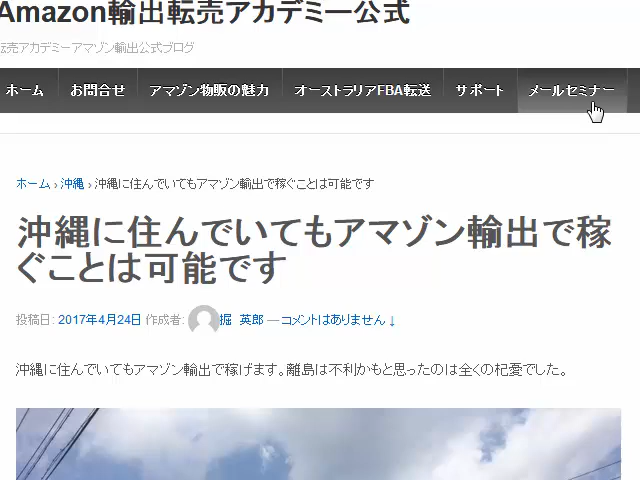 Amazon輸出転売アカデミー公式
転売アカデミーアマゾン輸出公式ブログ
ホーム お問合せ アマゾン物販の魅力 オーストラリアFBA転送 サポート メールセミナー
ホーム › 沖縄 › 沖縄に住んでいてもアマゾン輸出で稼ぐことは可能です
沖縄に住んでいてもアマゾン輸出で稼
ぐことは可能です
投稿日: 2017年4月24日 作成者: 掘 英郎 — コメントはありません ↓
沖縄に住んでいてもアマゾン輸出で稼げます。離島は不利かもと思ったのは全くの杞憂でした。